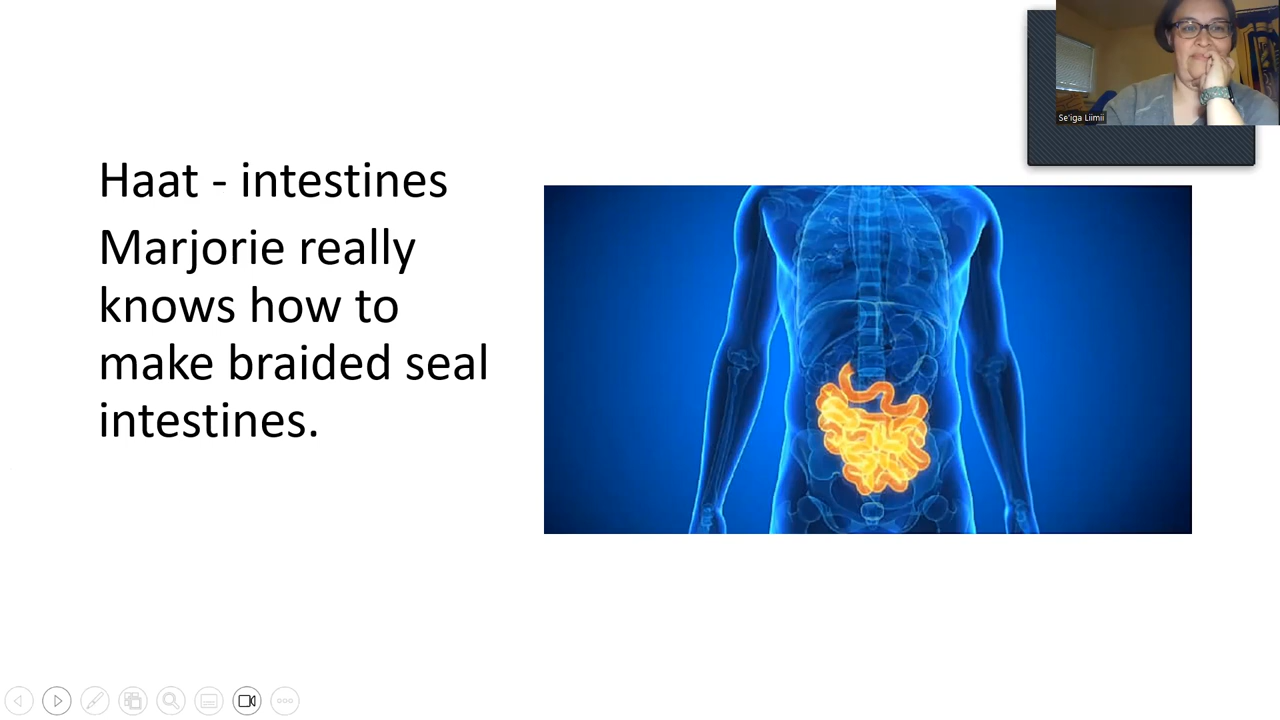 Se'iga Liimii
Haat - intestines
Marjorie really
knows how to
make braided seal
intestines.